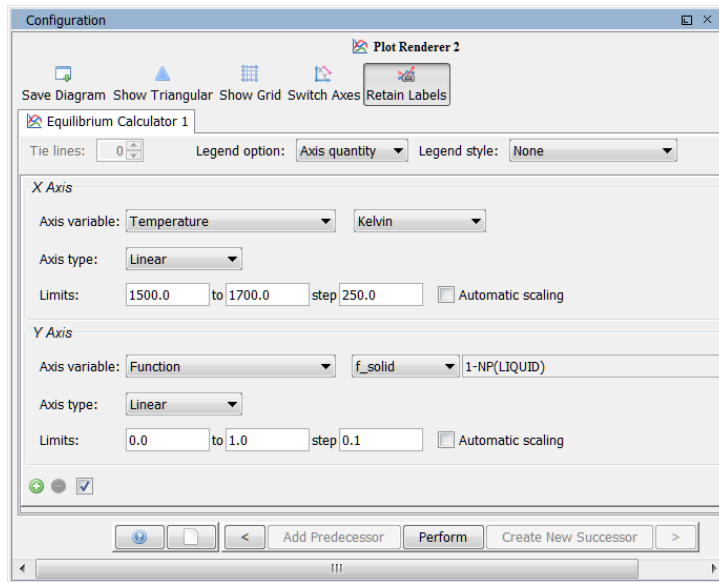 Configuration
Plot Renderer 2
Save Diagram Show Triangular Show Grid Switch Axes Retain Labels
Equilibrium Calculator 1
Tie lines: 0 Legend option: Axis quantity Legend style: None
X Axis
Axis variable: Temperature Kelvin
Axis type: Linear
Limits: 1500.0 to 1700.0 step 250.0 Automatic scaling
Y Axis
Axis variable: Function f_solid 1-NP(LIQUID)
Axis type: Linear
Limits: 0.0 to 1.0 step 0.1 Automatic scaling
< Add Predecessor Perform Create New Successor >